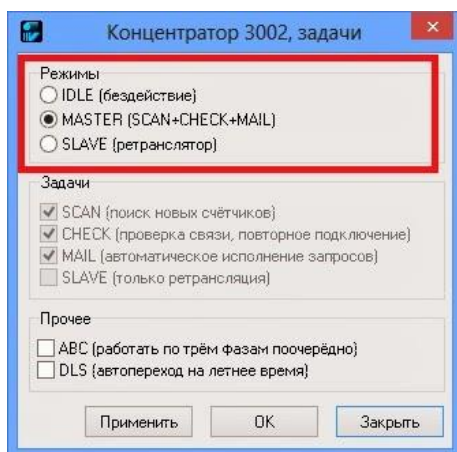 Концентратор 3002, задачи
Режимы
IDLE (бездействие)
MASTER (SCAN+CHECK+MAIL)
SLAVE (ретранслятор)
Задачи
SCAN (поиск новых счётчиков)
CHECK (проверка связи, повторное подключение)
MAIL (автоматическое исполнение запросов)
SLAVE (только ретрансляция)
Прочее
ABC (работать по трём фазам поочерёдно)
DLS (автопереход на летнее время)
Применить OK Закрыть